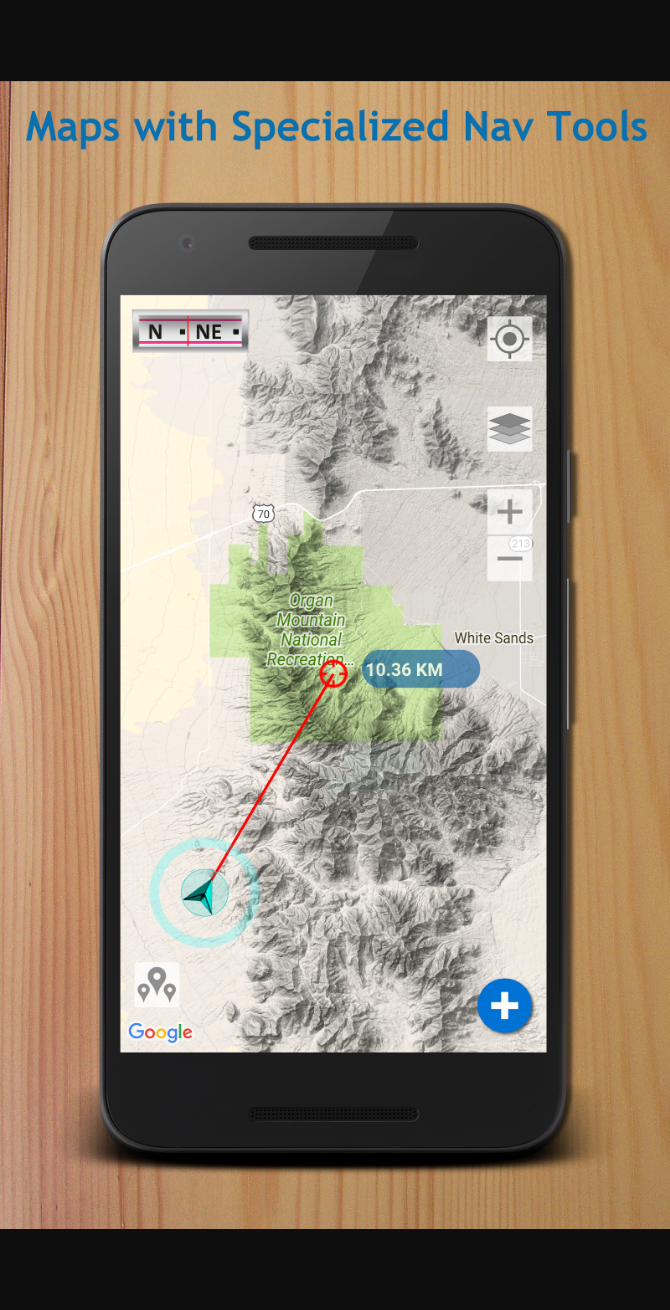 Maps with Specialized Nav Tools
N NE
70
213
Organ
Mountain
National
Recreation...
White Sands
10.36 KM
Google